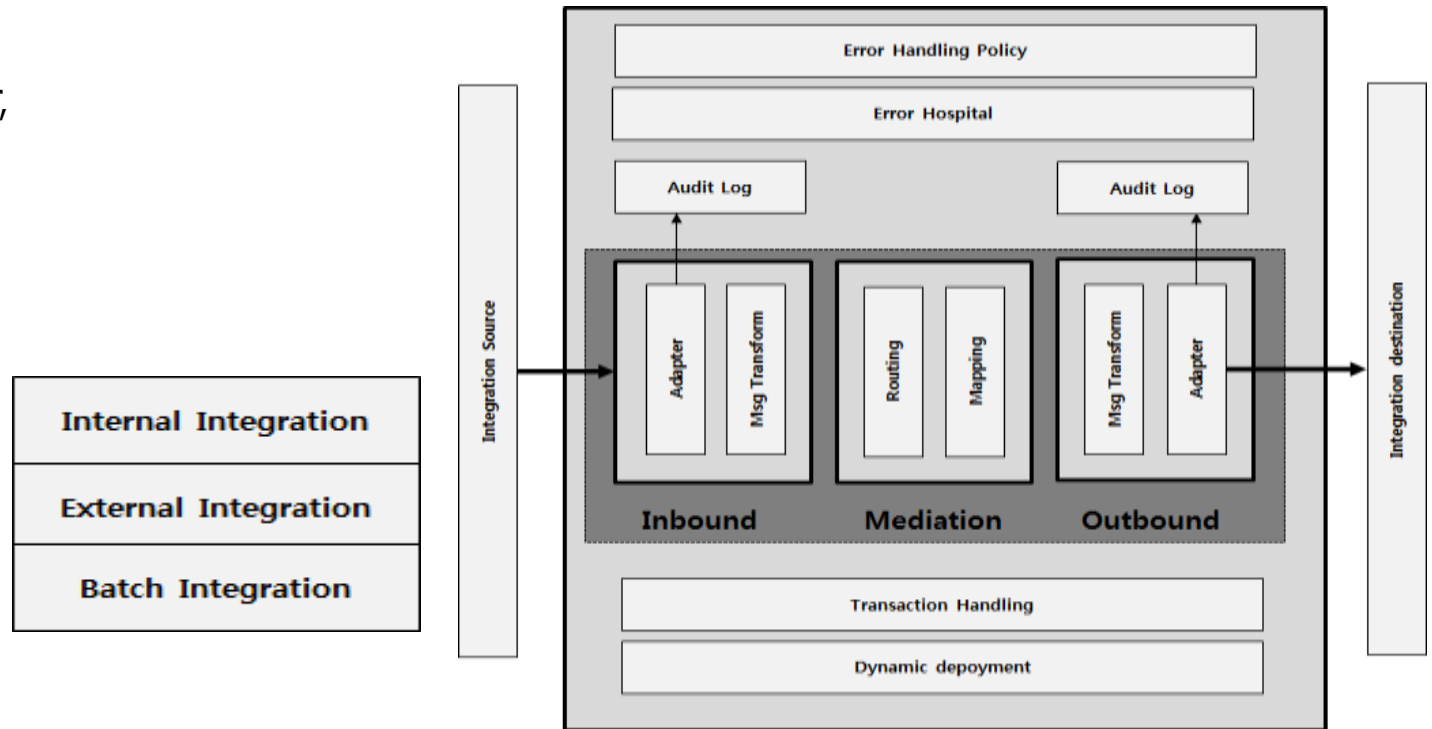 ,
Error Handling Policy
Error Hospital
Audit Log
Audit Log
Integration Source
Adapter
Msg Transform
Routing
Mapping
Msg Transform
Adapter
Integration destination
Inbound
Mediation
Outbound
Internal Integration
External Integration
Batch Integration
Transaction Handling
Dynamic depoyment